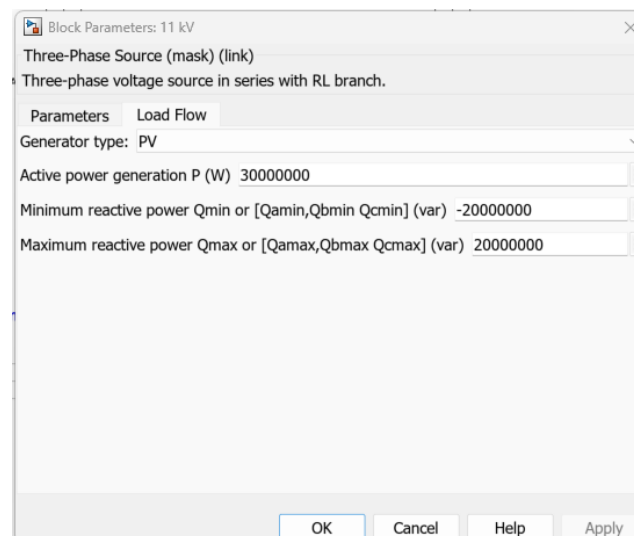 Block Parameters: 11 kV
Three-Phase Source (mask) (link)
Three-phase voltage source in series with RL branch.
Parameters Load Flow
Generator type: PV
Active power generation P (W) 30000000
Minimum reactive power Qmin or [Qamin,Qbmin Qcmin] (var) -20000000
Maximum reactive power Qmax or [Qamax,Qbmax Qcmax] (var) 20000000
OK Cancel Help Apply